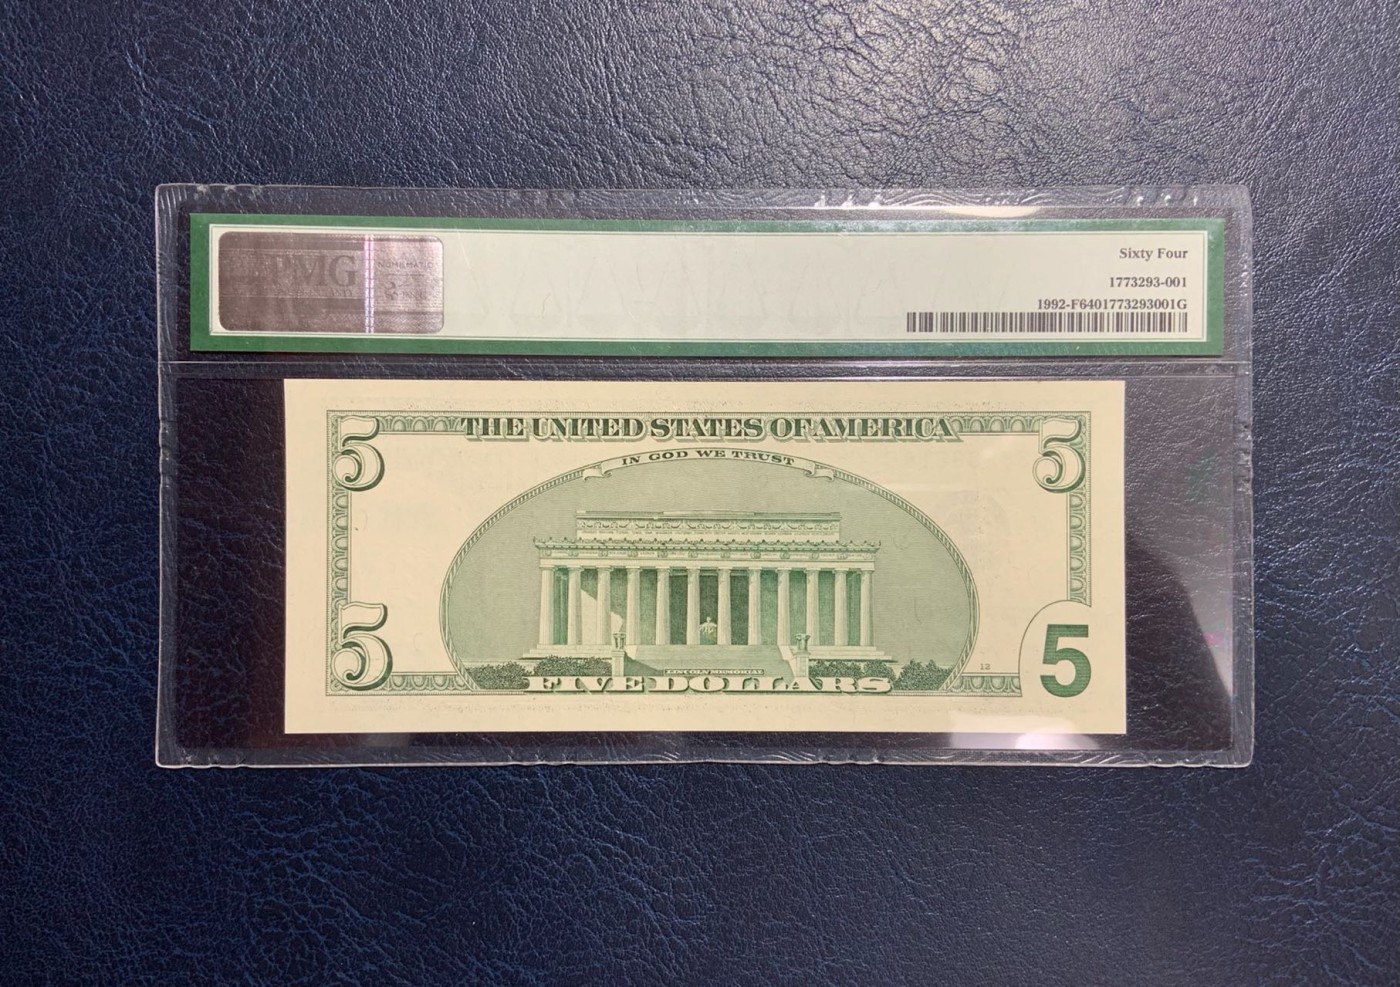 PMG
NUMISMATIC
Sixty Four
1773293-001
1992-F6401773293001G
THE UNITED STATES OF AMERICA
5
5
IN GOD WE TRUST
LINCOLN MEMORIAL
FIVE DOLLARS
5
12
5